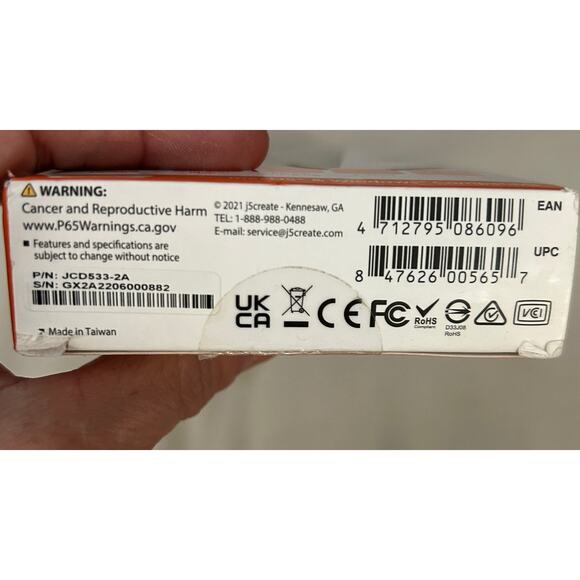 WARNING:
Cancer and Reproductive Harm
www.P65Warnings.ca.gov
■ Features and specifications are
subject to change without notice
P/N: JCD533-2A
S/N: GX2A2206000882
Made in Taiwan
© 2021 j5create - Kennesaw, GA
TEL: 1-888-988-0488
E-mail: service@j5create.com
EAN
4 712795 086096
UPC
8 47626 00565 7
UK
CA
CE
FC
RoHS
Compliant
D33J08
RoHS
VCI